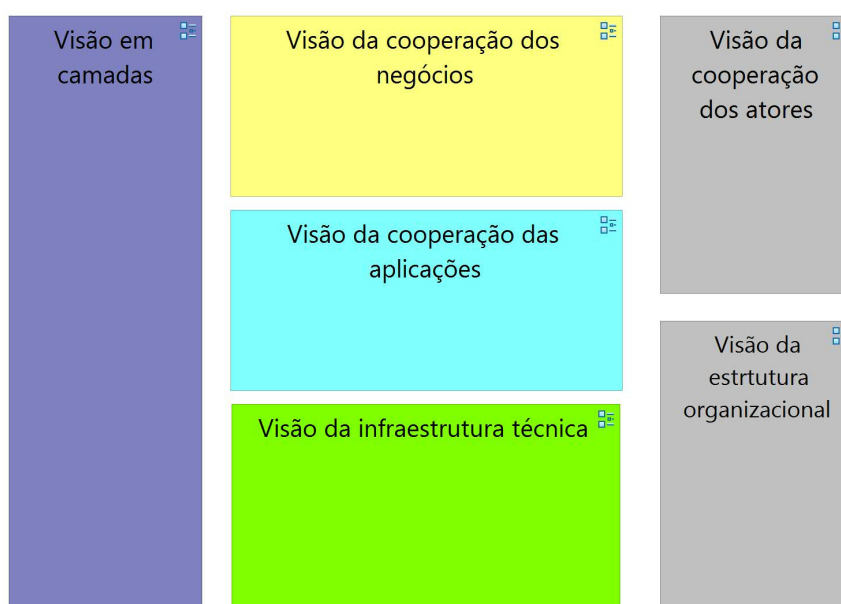 Visão em
camadas
Visão da cooperação dos
negócios
Visão da cooperação das
aplicações
Visão da infraestrutura técnica
Visão da
cooperação
dos atores
Visão da
estrtutura
organizacional